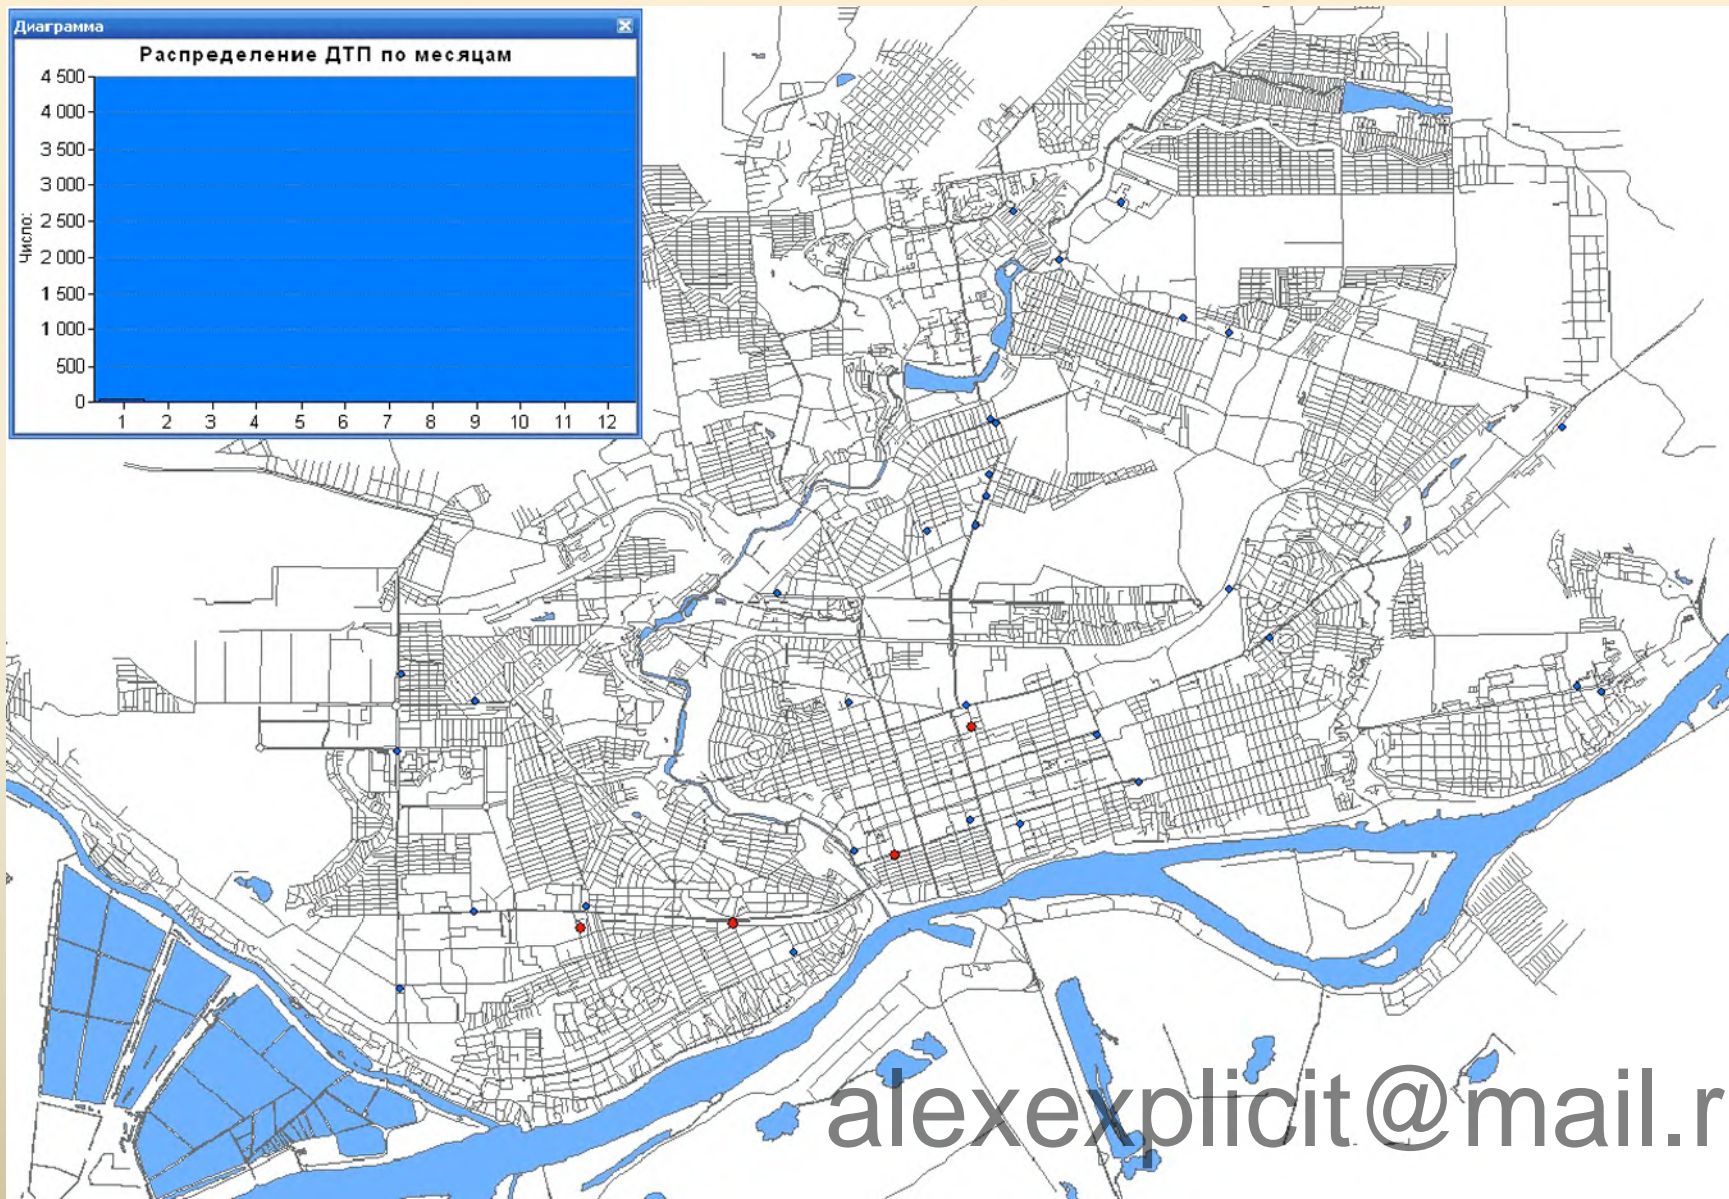 Диаграмма
Распределение ДТП по месяцам
Число:
4 500
4 000
3 500
3 000
2 500
2 000
1 500
1 000
500
0
1 2 3 4 5 6 7 8 9 10 11 12
alexexplicit@mail.r